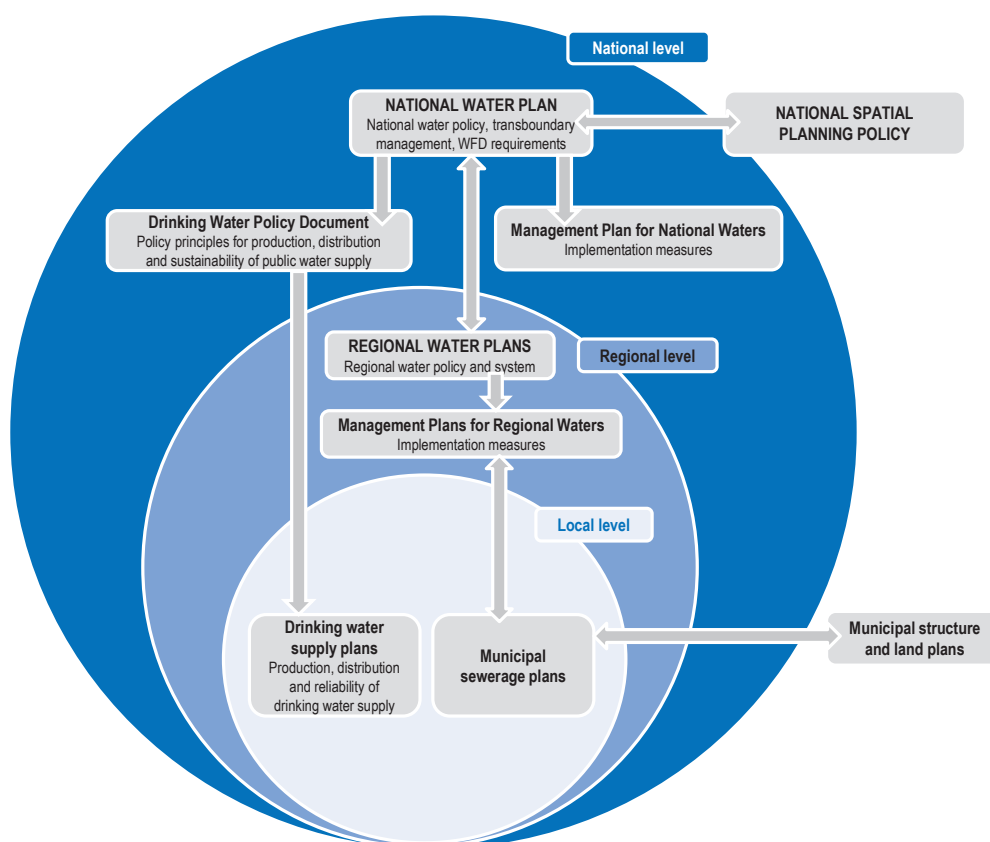 National level
NATIONAL WATER PLAN
National water policy, transboundary
management, WFD requirements
NATIONAL SPATIAL
PLANNING POLICY
Drinking Water Policy Document
Policy principles for production, distribution
and sustainability of public water supply
Management Plan for National Waters
Implementation measures
REGIONAL WATER PLANS
Regional water policy and system
Regional level
Management Plans for Regional Waters
Implementation measures
Local level
Drinking water
supply plans
Production, distribution
and reliability of
drinking water supply
Municipal
sewerage plans
Municipal structure
and land plans